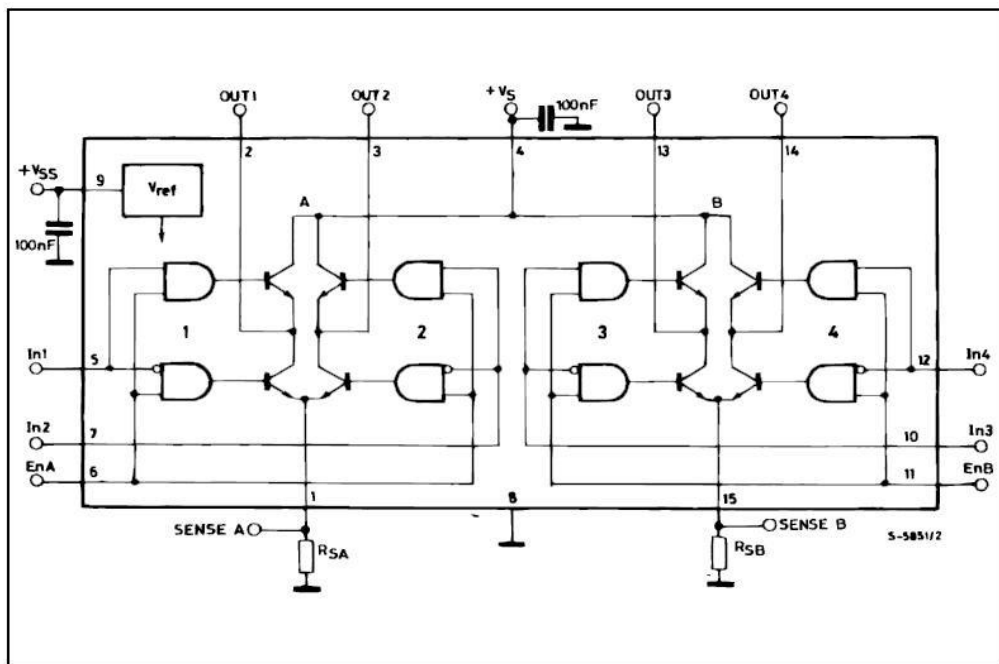 OUT1 OUT2 +VS 100nF OUT3 OUT4
2 3 4 13 14
+VSS 9 Vref A B
100nF
1 2 3 4
In1 5 12 In4
In2 7 10 In3
EnA 6 11 EnB
1 8 15
SENSE A SENSE B S-5851/2
RSA RSB